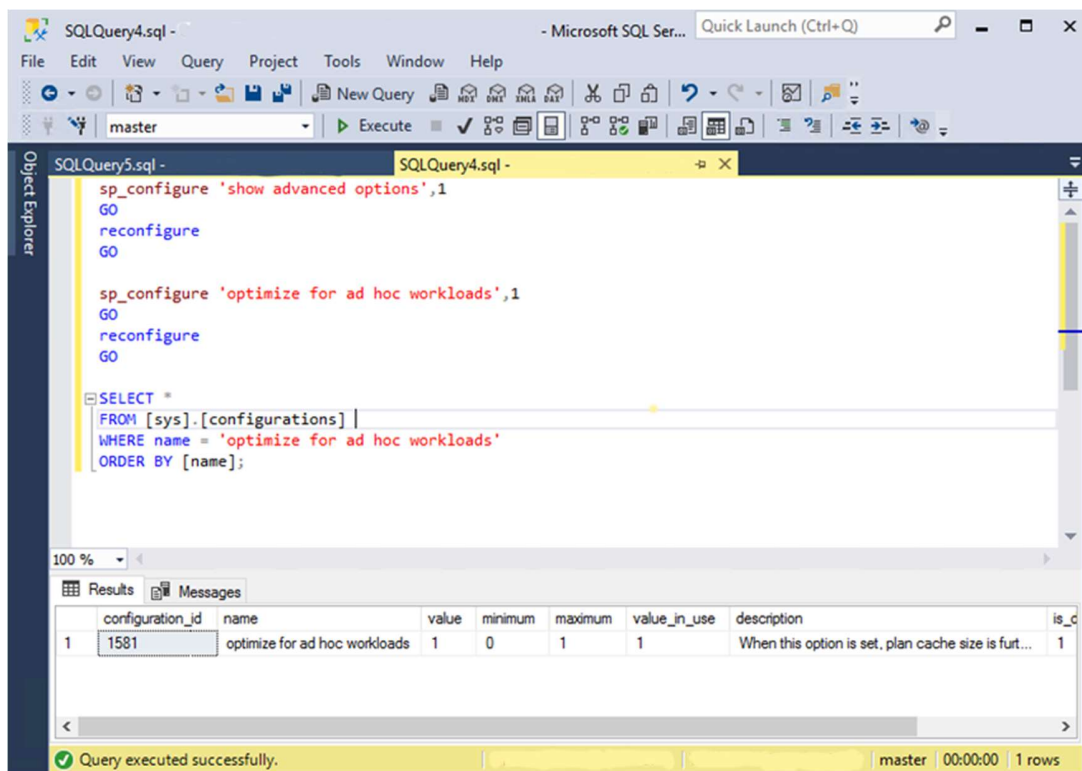 SQLQuery4.sql -
- Microsoft SQL Ser...
Quick Launch (Ctrl+Q)
File Edit View Query Project Tools Window Help
New Query MDX DMX XMLA DAX
master Execute
Object Explorer
SQLQuery5.sql -
SQLQuery4.sql -
sp_configure 'show advanced options',1
GO
reconfigure
GO
sp_configure 'optimize for ad hoc workloads',1
GO
reconfigure
GO
SELECT *
FROM [sys].[configurations]
WHERE name = 'optimize for ad hoc workloads'
ORDER BY [name];
100 %
Results Messages
configuration_id name value minimum maximum value_in_use description is_d
1 1581 optimize for ad hoc workloads 1 0 1 1 When this option is set, plan cache size is furt... 1
Query executed successfully. master 00:00:00 1 rows